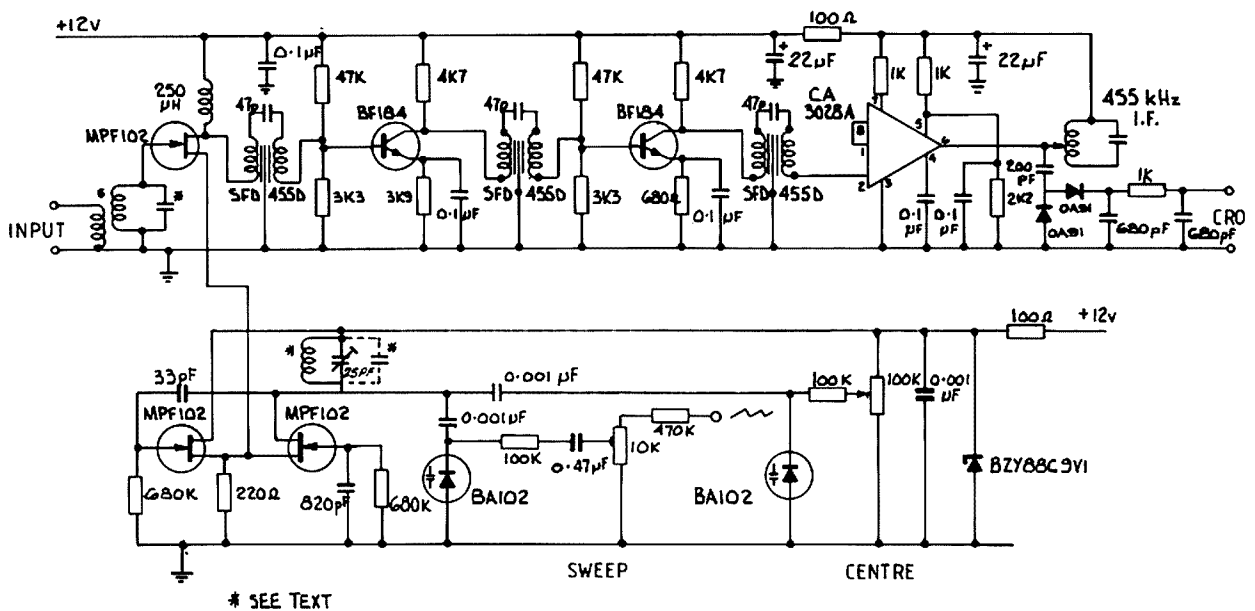 +12v
100Ω
0.1µF
47K
4K7
47K
4K7
+
22µF
1K
1K
+
22µF
250
µH
MPF102
47p
BF184
47p
BF184
47p
CA
3028A
7
5
8
1
6
4
2
3
455 kHz
I.F.
SFD
455D
3K3
3K9
0.1µF
SFD
455D
3K3
680Ω
0.1µF
SFD
455D
0.1
µF
0.1
µF
2K2
200
PF
OA91
OA91
1K
680pF
680pF
INPUT
*
CRO
100Ω
+12v
*
25PF
*
33pF
MPF102
MPF102
0.001 µF
0.001µF
100K
0.47µF
470K
10K
100K
100K
0.001
µF
680K
220Ω
820pF
680K
BA102
BA102
BZY88C9V1
SWEEP
CENTRE
* SEE TEXT